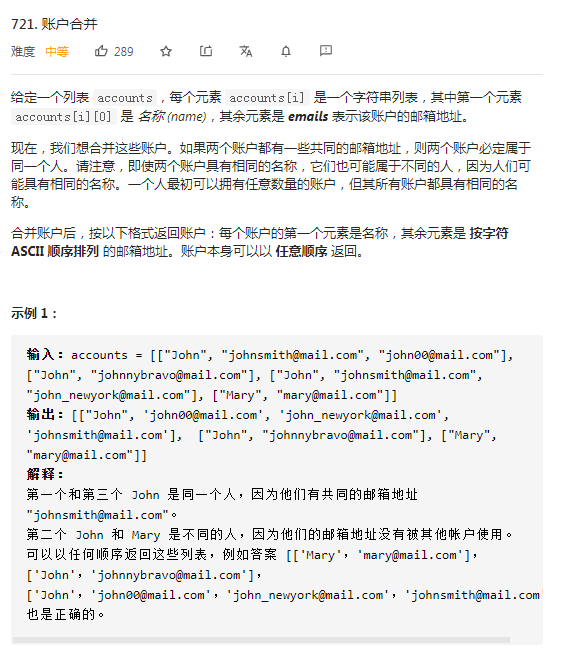 721. 账户合并
难度 中等 289
给定一个列表 accounts，每个元素 accounts[i] 是一个字符串列表，其中第一个元素
accounts[i][0] 是 名称 (name)，其余元素是 emails 表示该账户的邮箱地址。
现在，我们想合并这些账户。如果两个账户都有一些共同的邮箱地址，则两个账户必定属于
同一个人。请注意，即使两个账户具有相同的名称，它们也可能属于不同的人，因为人们可
能具有相同的名称。一个人最初可以拥有任意数量的账户，但其所有账户都具有相同的名
称。
合并账户后，按以下格式返回账户：每个账户的第一个元素是名称，其余元素是 按字符
ASCII 顺序排列 的邮箱地址。账户本身可以以 任意顺序 返回。
示例 1：
输入：accounts = [["John", "johnsmith@mail.com", "john00@mail.com"],
["John", "johnnybravo@mail.com"], ["John", "johnsmith@mail.com",
"john_newyork@mail.com"], ["Mary", "mary@mail.com"]]
输出：[["John", 'john00@mail.com', 'john_newyork@mail.com',
'johnsmith@mail.com'], ["John", "johnnybravo@mail.com"], ["Mary",
"mary@mail.com"]]
解释：
第一个和第三个 John 是同一个人，因为他们有共同的邮箱地址
"johnsmith@mail.com"。
第二个 John 和 Mary 是不同的人，因为他们的邮箱地址没有被其他帐户使用。
可以以任何顺序返回这些列表，例如答案 [['Mary'，'mary@mail.com']，
['John'，'johnnybravo@mail.com']，
['John'，'john00@mail.com'，'john_newyork@mail.com'，'johnsmith@mail.com'
也是正确的。